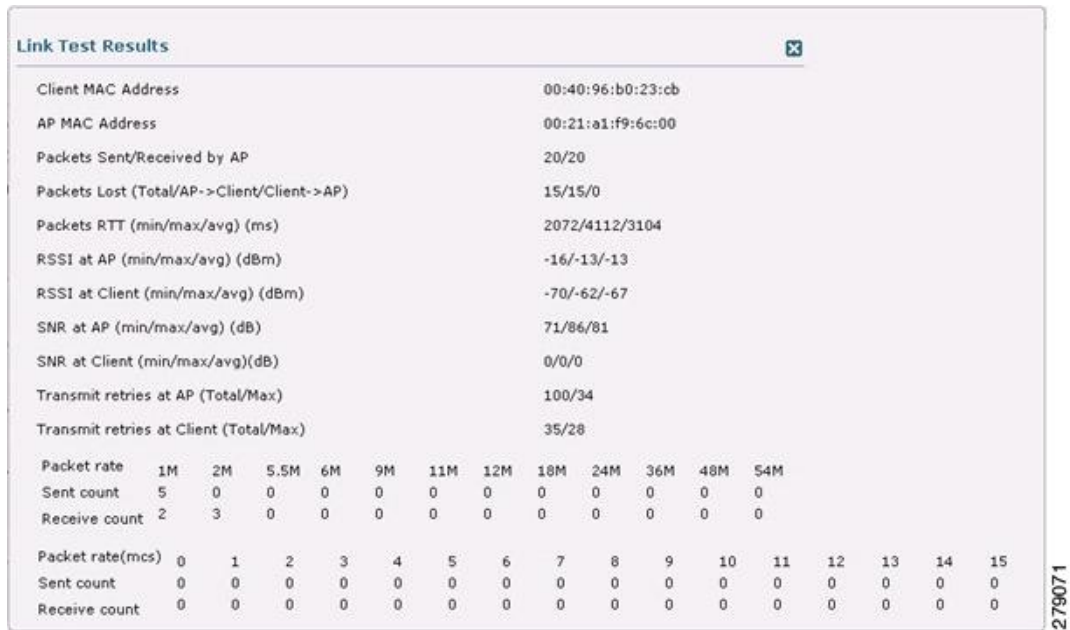 Link Test Results
Client MAC Address 00:40:96:b0:23:cb
AP MAC Address 00:21:a1:f9:6c:00
Packets Sent/Received by AP 20/20
Packets Lost (Total/AP->Client/Client->AP) 15/15/0
Packets RTT (min/max/avg) (ms) 2072/4112/3104
RSSI at AP (min/max/avg) (dBm) -16/-13/-13
RSSI at Client (min/max/avg) (dBm) -70/-62/-67
SNR at AP (min/max/avg) (dB) 71/86/81
SNR at Client (min/max/avg)(dB) 0/0/0
Transmit retries at AP (Total/Max) 100/34
Transmit retries at Client (Total/Max) 35/28
Packet rate 1M 2M 5.5M 6M 9M 11M 12M 18M 24M 36M 48M 54M
Sent count 5 0 0 0 0 0 0 0 0 0 0 0
Receive count 2 3 0 0 0 0 0 0 0 0 0 0
Packet rate(mcs) 0 1 2 3 4 5 6 7 8 9 10 11 12 13 14 15
Sent count 0 0 0 0 0 0 0 0 0 0 0 0 0 0 0 0
Receive count 0 0 0 0 0 0 0 0 0 0 0 0 0 0 0 0
279071